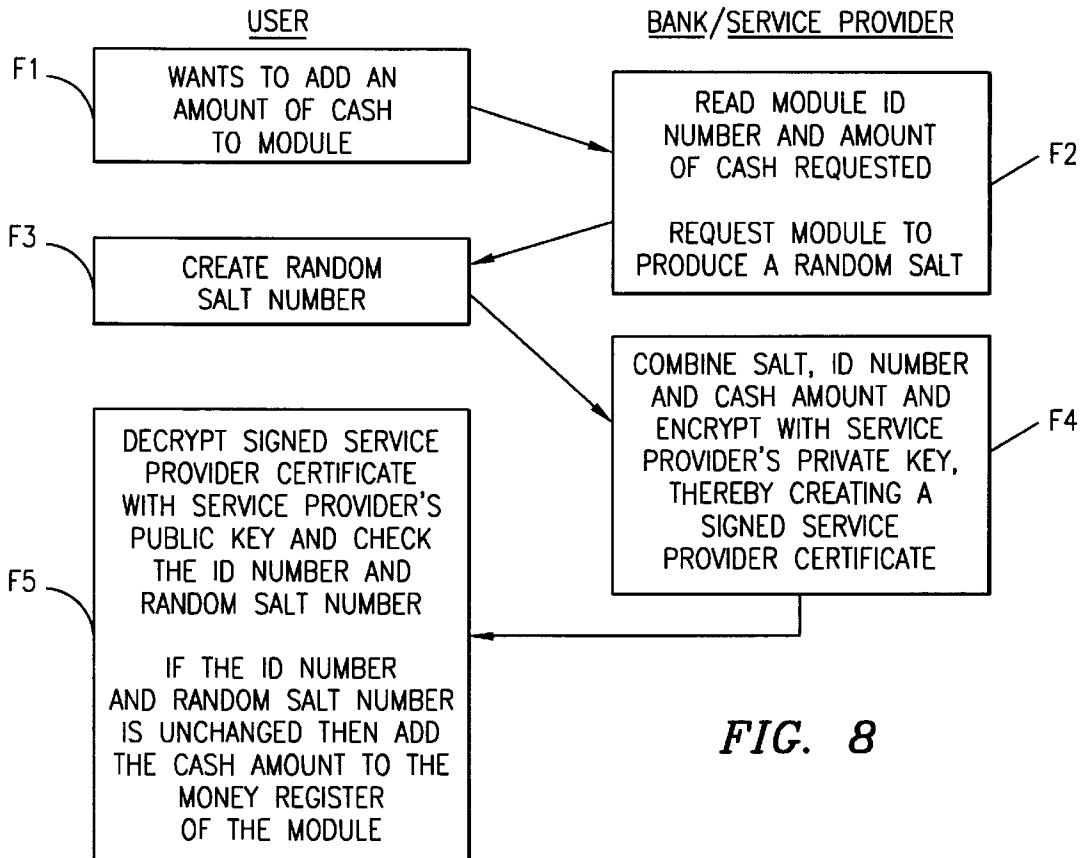 USER
BANK/SERVICE PROVIDER
F1
WANTS TO ADD AN
AMOUNT OF CASH
TO MODULE
READ MODULE ID
NUMBER AND AMOUNT
OF CASH REQUESTED
REQUEST MODULE TO
PRODUCE A RANDOM SALT
F2
F3
CREATE RANDOM
SALT NUMBER
COMBINE SALT, ID NUMBER
AND CASH AMOUNT AND
ENCRYPT WITH SERVICE
PROVIDER'S PRIVATE KEY,
THEREBY CREATING A
SIGNED SERVICE
PROVIDER CERTIFICATE
F4
F5
DECRYPT SIGNED SERVICE
PROVIDER CERTIFICATE
WITH SERVICE PROVIDER'S
PUBLIC KEY AND CHECK
THE ID NUMBER AND
RANDOM SALT NUMBER
IF THE ID NUMBER
AND RANDOM SALT NUMBER
IS UNCHANGED THEN ADD
THE CASH AMOUNT TO THE
MONEY REGISTER
OF THE MODULE
FIG. 8